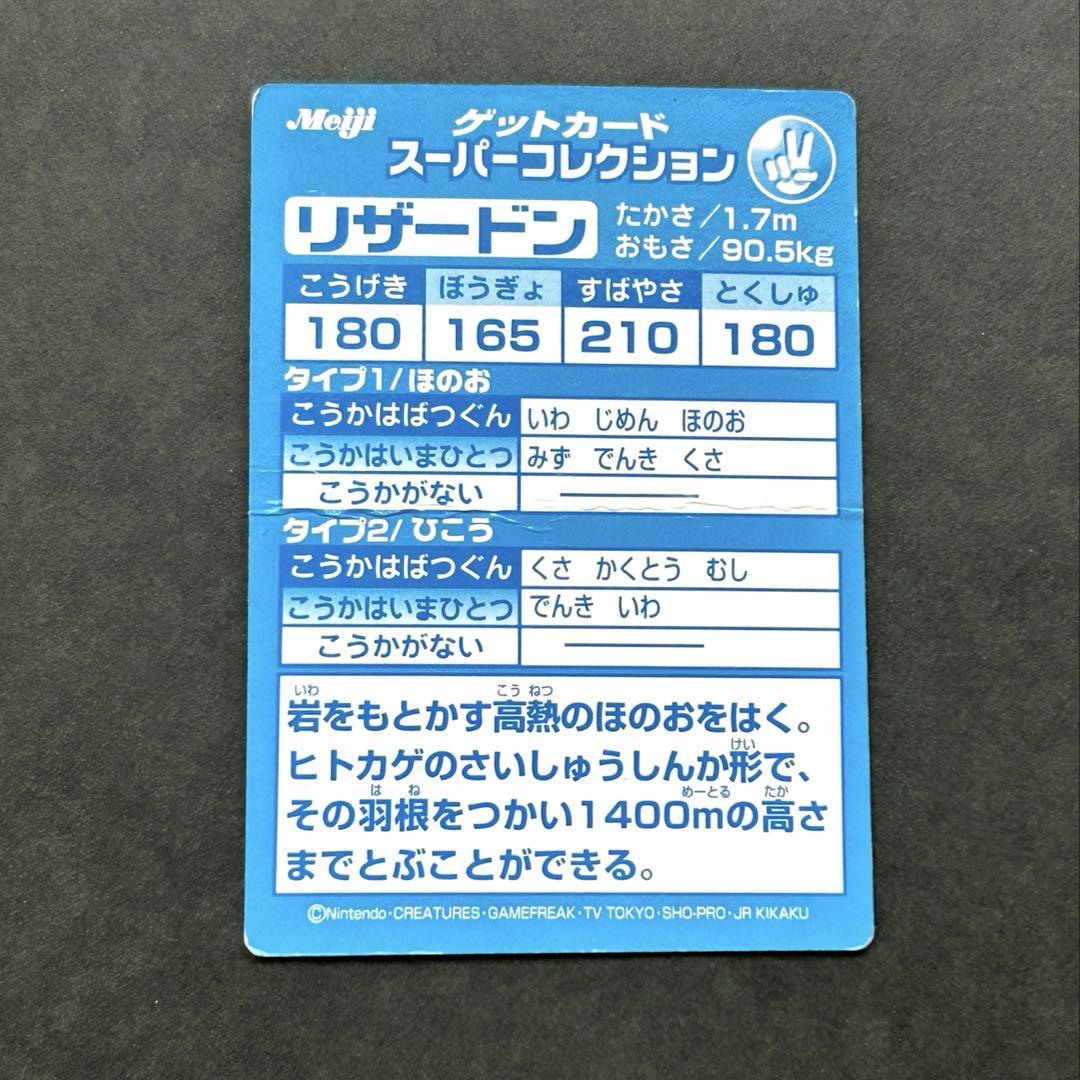 Meiji
ゲットカード
スーパーコレクション
リザードン
たかさ/1.7m
おもさ/90.5kg
こうげき ぼうぎょ すばやさ とくしゅ
180 165 210 180
タイプ1/ほのお
こうかはばつぐん いわ じめん ほのお
こうかはいまひとつ みず でんき くさ
こうかがない ―――
タイプ2/ひこう
こうかはばつぐん くさ かくとう むし
こうかはいまひとつ でんき いわ
こうかがない ―――
いわ こう ねつ
岩をもとかす高熱のほのおをはく。
けい
ヒトカゲのさいしゅうしんか形で、
は ね めーとる たか
その羽根をつかい1400mの高さ
までとぶことができる。
©Nintendo・CREATURES・GAMEFREAK・TV TOKYO・SHO-PRO・JR KIKAKU